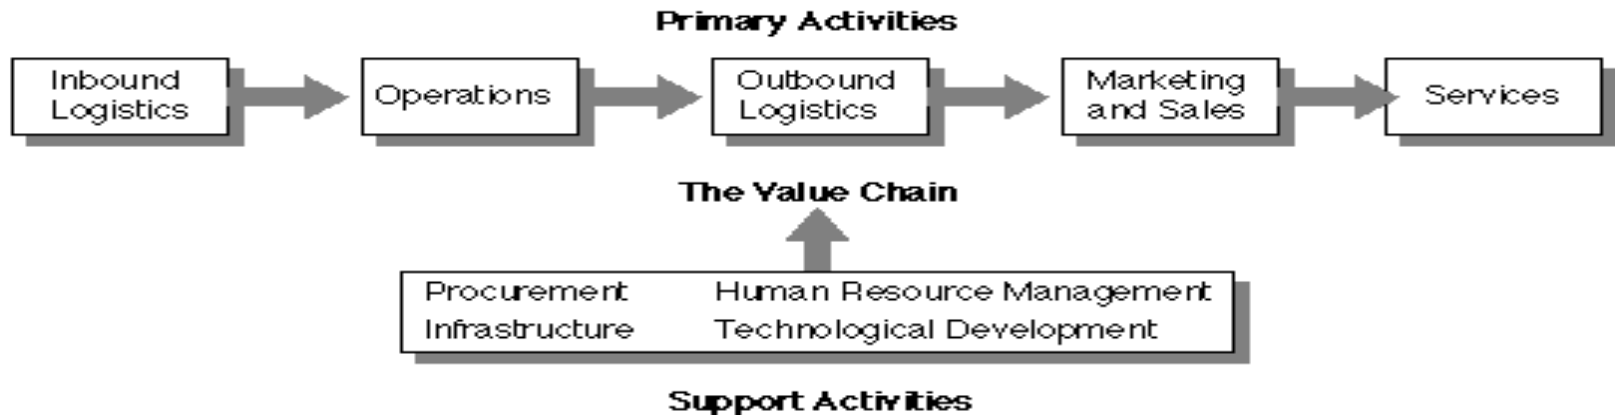 Primary Activities
Inbound Logistics
Operations
Outbound Logistics
Marketing and Sales
Services
The Value Chain
Procurement Human Resource Management
Infrastructure Technological Development
Support Activities